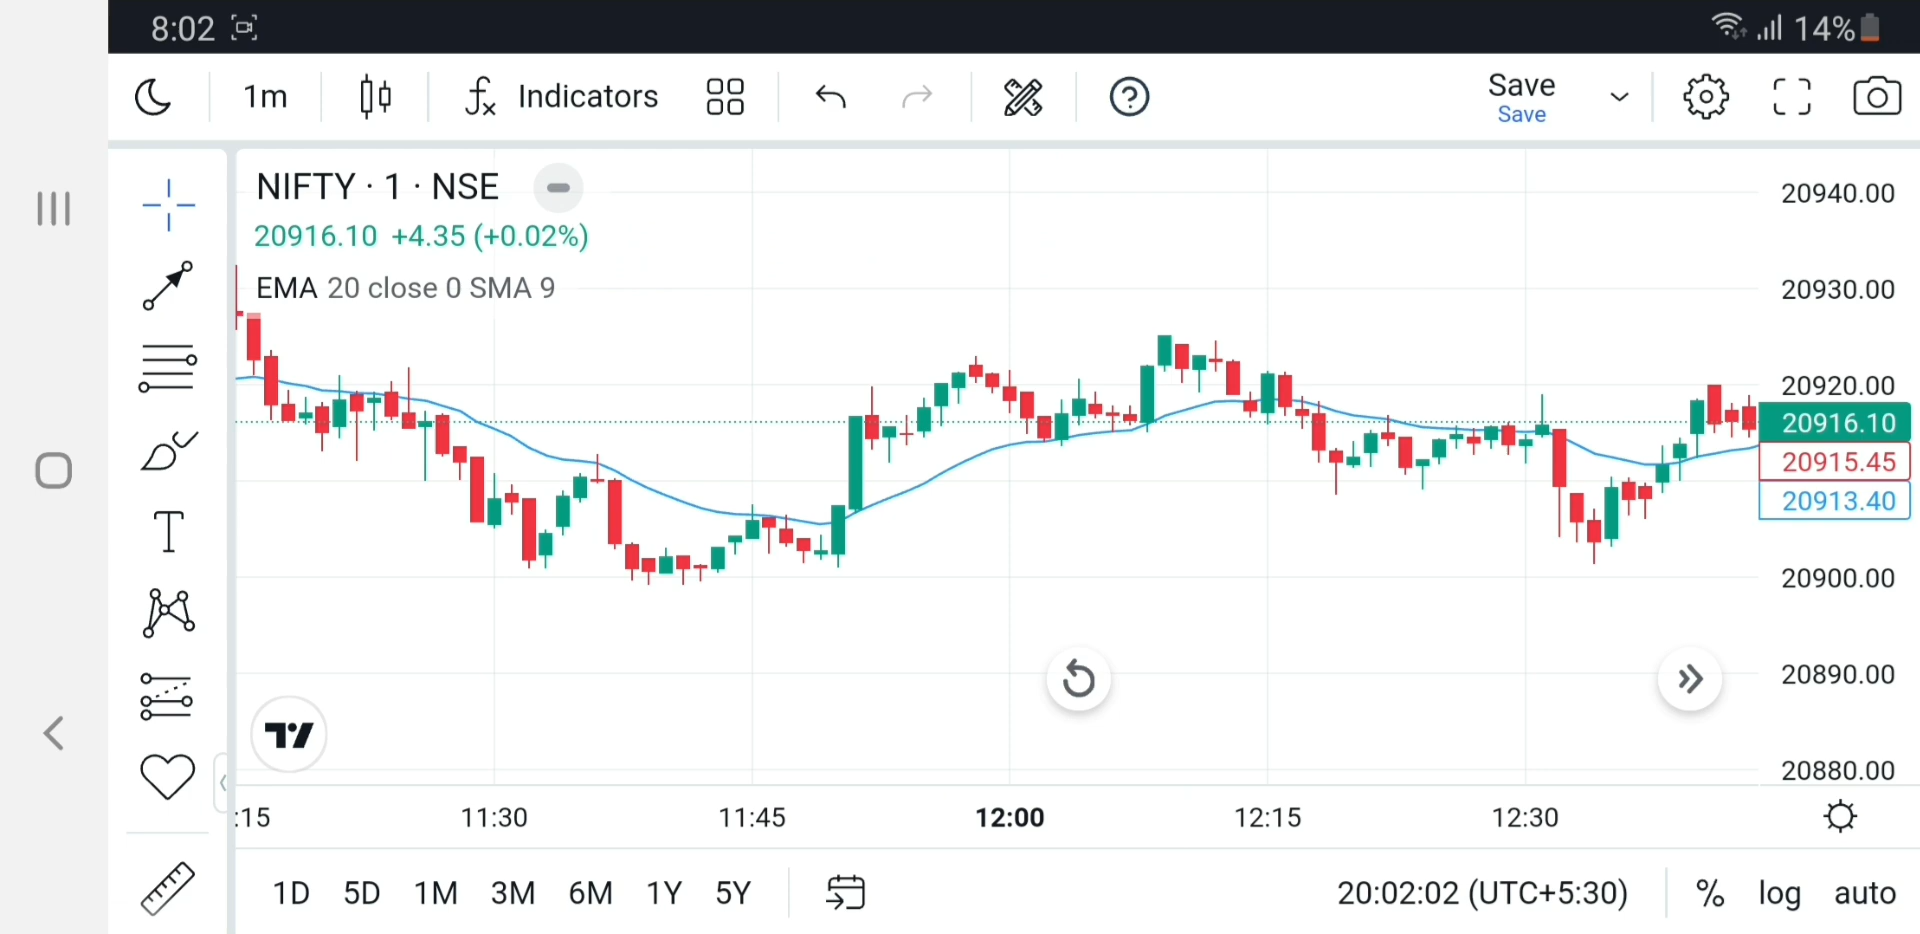 8:02
14%
1m
Indicators
Save
Save
NIFTY · 1 · NSE
20916.10 +4.35 (+0.02%)
EMA 20 close 0 SMA 9
20940.00
20930.00
20920.00
20916.10
20915.45
20913.40
20900.00
20890.00
20880.00
:15 11:30 11:45 12:00 12:15 12:30
1D 5D 1M 3M 6M 1Y 5Y
20:02:02 (UTC+5:30)
% log auto